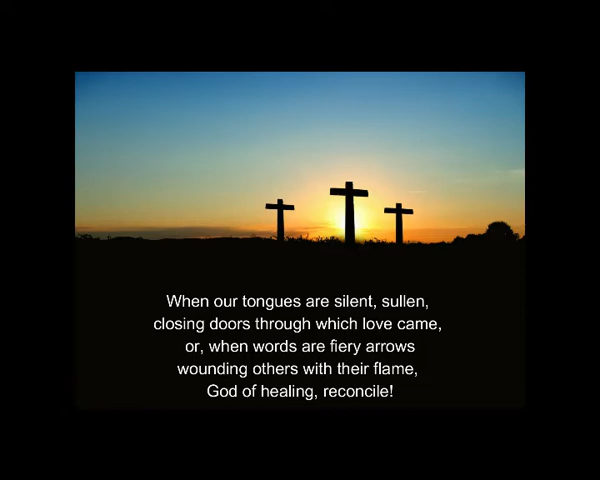 When our tongues are silent, sullen,
closing doors through which love came,
or, when words are fiery arrows
wounding others with their flame,
God of healing, reconcile!